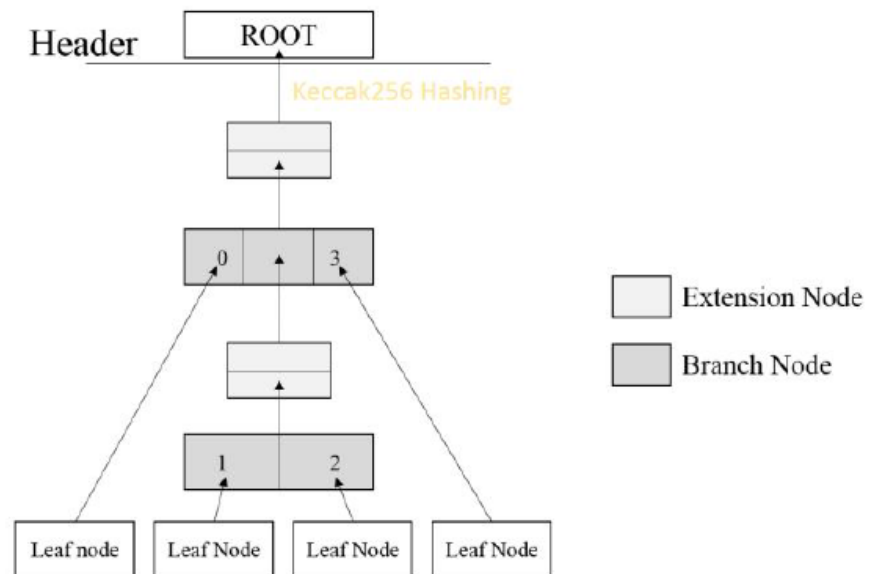 ROOT
Header
Keccak256 Hashing
0
3
Extension Node
Branch Node
1
2
Leaf node
Leaf Node
Leaf Node
Leaf Node